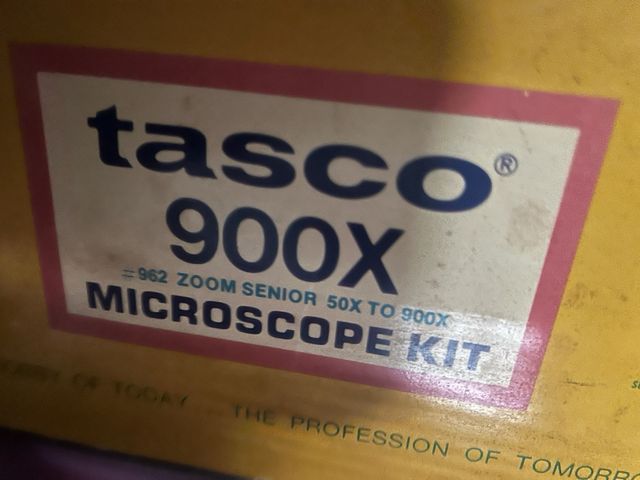 tasco®
900X
#962 ZOOM SENIOR 50X TO 900X
MICROSCOPE KIT
OF TODAY THE PROFESSION OF